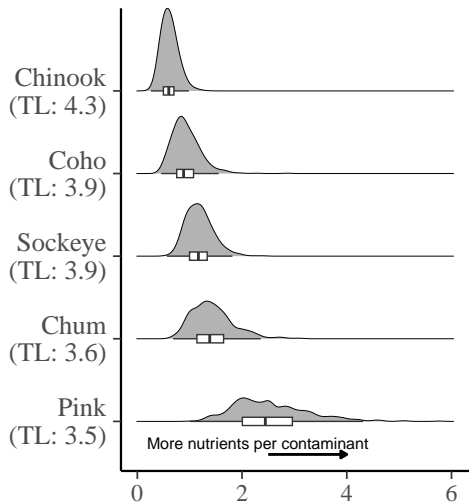 Chinook
(TL: 4.3)
Coho
(TL: 3.9)
Sockeye
(TL: 3.9)
Chum
(TL: 3.6)
Pink
(TL: 3.5)
More nutrients per contaminant
0 2 4 6